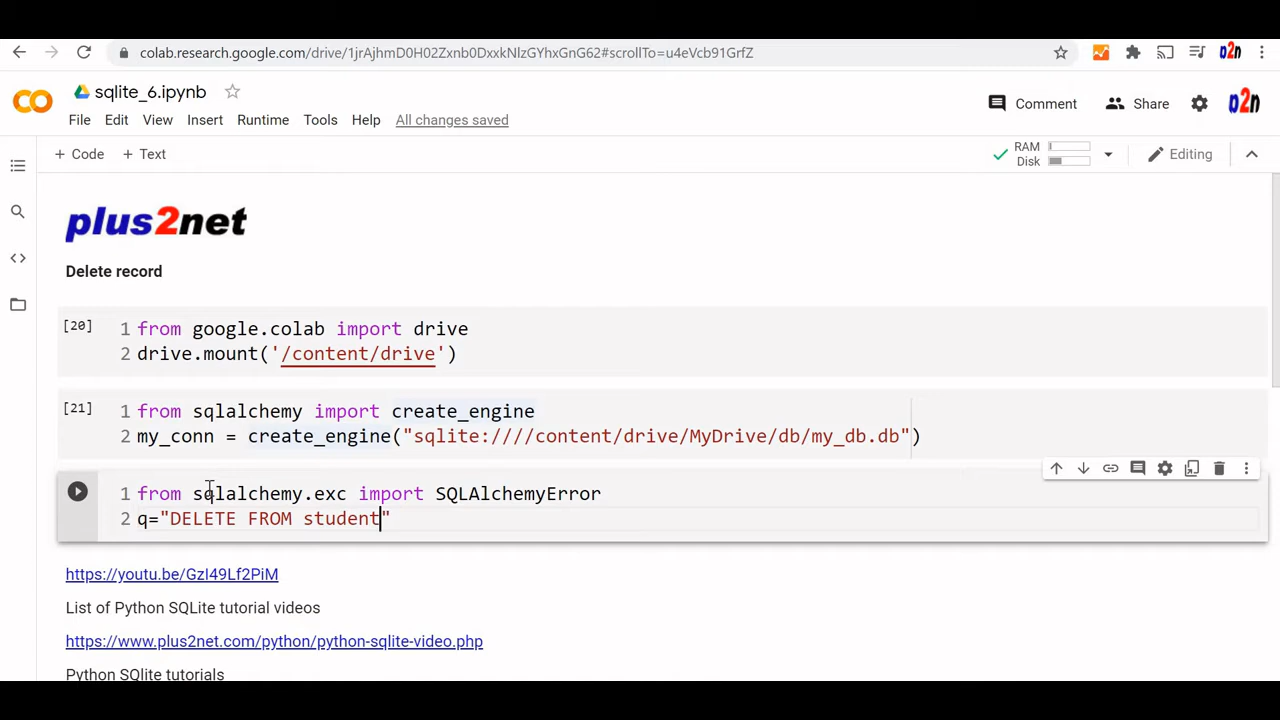 colab.research.google.com/drive/1jrAjhmD0H02Zxnb0DxxkNlzGYhxGnG62#scrollTo=u4eVcb91GrfZ
D2n
sqlite_6.ipynb
File Edit View Insert Runtime Tools Help All changes saved
Comment Share D2n
+ Code + Text
RAM
Disk
Editing
plus2net
Delete record
[20]
1 from google.colab import drive
2 drive.mount('/content/drive')
[21]
1 from sqlalchemy import create_engine
2 my_conn = create_engine("sqlite:////content/drive/MyDrive/db/my_db.db")
1 from sqlalchemy.exc import SQLAlchemyError
2 q="DELETE FROM student"
https://youtu.be/GzI49Lf2PiM
List of Python SQLite tutorial videos
https://www.plus2net.com/python/python-sqlite-video.php
Python SQlite tutorials